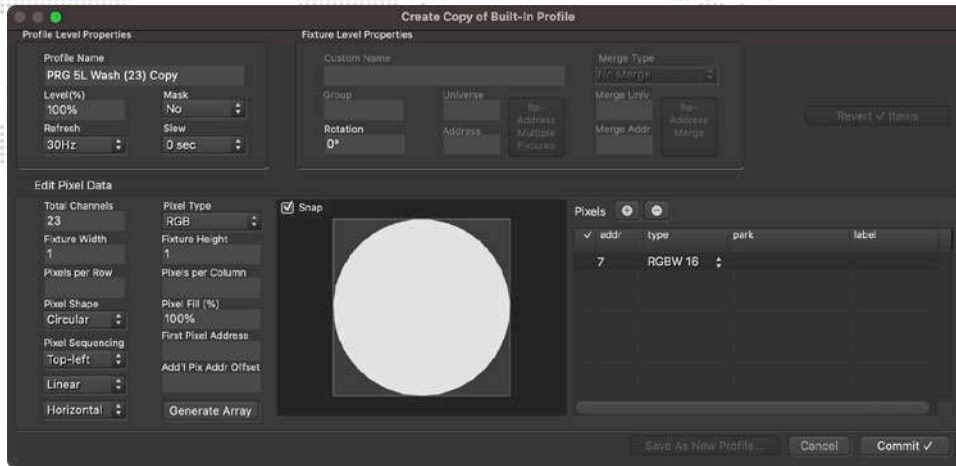 Create Copy of Built-In Profile
Profile Level Properties
Fixture Level Properties
Profile Name
PRG 5L Wash (23) Copy
Level(%)
Mask
100%
No
Refresh
Slew
30Hz
0 sec
Custom Name
Merge Type
No Merge
Group
Universe
Re-Address Multiple Fixtures
Merge Univ
Re-Address Merge
Rotation
Address
Merge Addr
0°
Revert ✓ Items
Edit Pixel Data
Total Channels
Pixel Type
23
RGB
Fixture Width
Fixture Height
1
1
Pixels per Row
Pixels per Column
Pixel Shape
Pixel Fill (%)
Circular
100%
Pixel Sequencing
First Pixel Address
Top-left
Add'l Pix Addr Offset
Linear
Horizontal
Generate Array
Snap
Pixels
✓ addr type park label
7 RGBW 16
Save As New Profile...
Cancel
Commit ✓